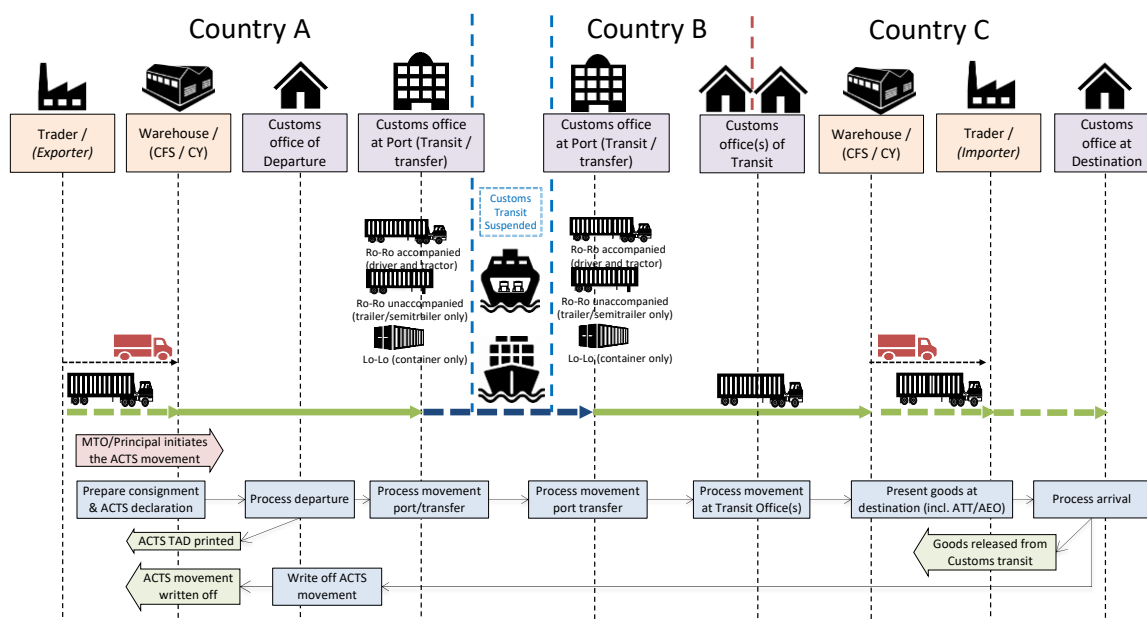 Country A
Country B
Country C
Trader /
(Exporter)
Warehouse /
(CFS / CY)
Customs
office of
Departure
Customs office
at Port (Transit /
transfer)
Customs office
at Port (Transit /
transfer)
Customs
office(s) of
Transit
Warehouse /
(CFS / CY)
Trader /
(Importer)
Customs
office at
Destination
Customs
Transit
Suspended
Ro-Ro accompanied
(driver and tractor)
Ro-Ro unaccompanied
(trailer/semitrailer only)
Lo-Lo (container only)
Ro-Ro accompanied
(driver and tractor)
Ro-Ro unaccompanied
(trailer/semitrailer only)
Lo-Lo (container only)
MTO/Principal initiates
the ACTS movement
Prepare consignment
& ACTS declaration
Process departure
Process movement
port/transfer
Process movement
port transfer
Process movement
at Transit Office(s)
Present goods at
destination (incl. ATT/AEO)
Process arrival
ACTS TAD printed
Goods released from
Customs transit
ACTS movement
written off
Write off ACTS
movement